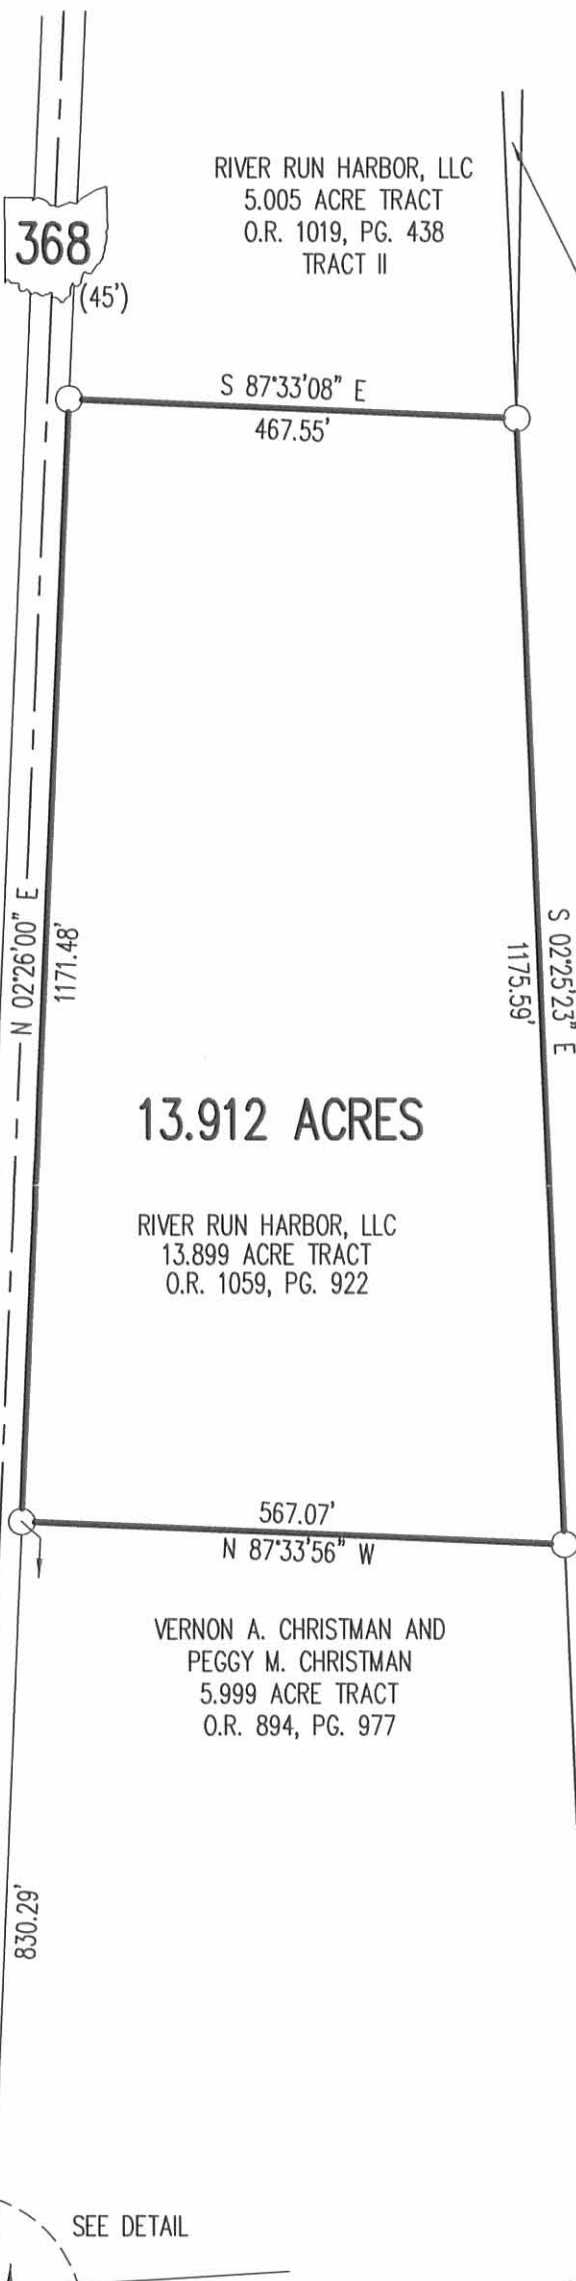 RIVER RUN HARBOR, LLC
5.005 ACRE TRACT
O.R. 1019, PG. 438
TRACT II
368
(45')
S 87°33'08" E
467.55'
N 02°26'00" E
1171.48'
S 02°25'23" E
1175.59'
13.912 ACRES
RIVER RUN HARBOR, LLC
13.899 ACRE TRACT
O.R. 1059, PG. 922
567.07'
N 87°33'56" W
VERNON A. CHRISTMAN AND
PEGGY M. CHRISTMAN
5.999 ACRE TRACT
O.R. 894, PG. 977
830.29'
SEE DETAIL